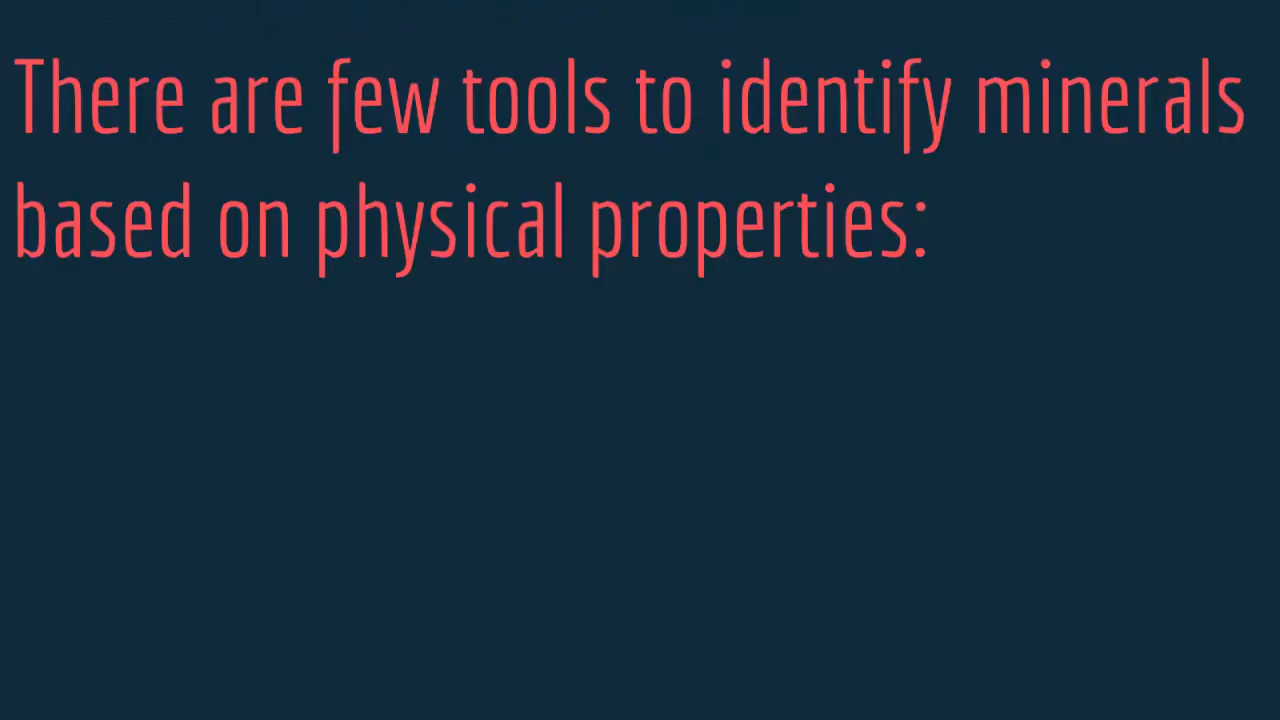 There are few tools to identify minerals
based on physical properties: